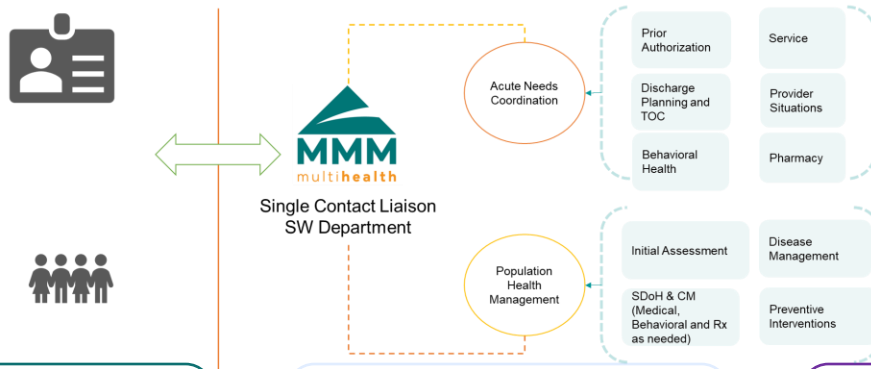 MMM
multihealth
Single Contact Liaison
SW Department
Acute Needs
Coordination
Prior
Authorization
Service
Discharge
Planning and
TOC
Provider
Situations
Behavioral
Health
Pharmacy
Population
Health
Management
Initial Assessment
Disease
Management
SDoH & CM
(Medical,
Behavioral and Rx
as needed)
Preventive
Interventions